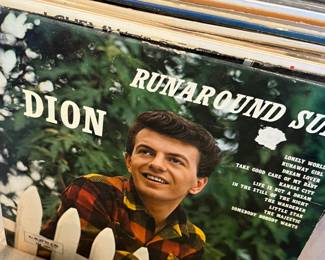 RUNAROUND SU
DION
LONELY WORLD
RUNAWAY GIRL
DREAM LOVER
TAKE GOOD CARE OF MY BABY
KANSAS CITY
LIFE IS BUT A DREAM
IN THE STILL OF THE NIGHT
THE WANDERER
LITTLE STAR
THE MAJESTIC
SOMEBODY NOBODY WANTS